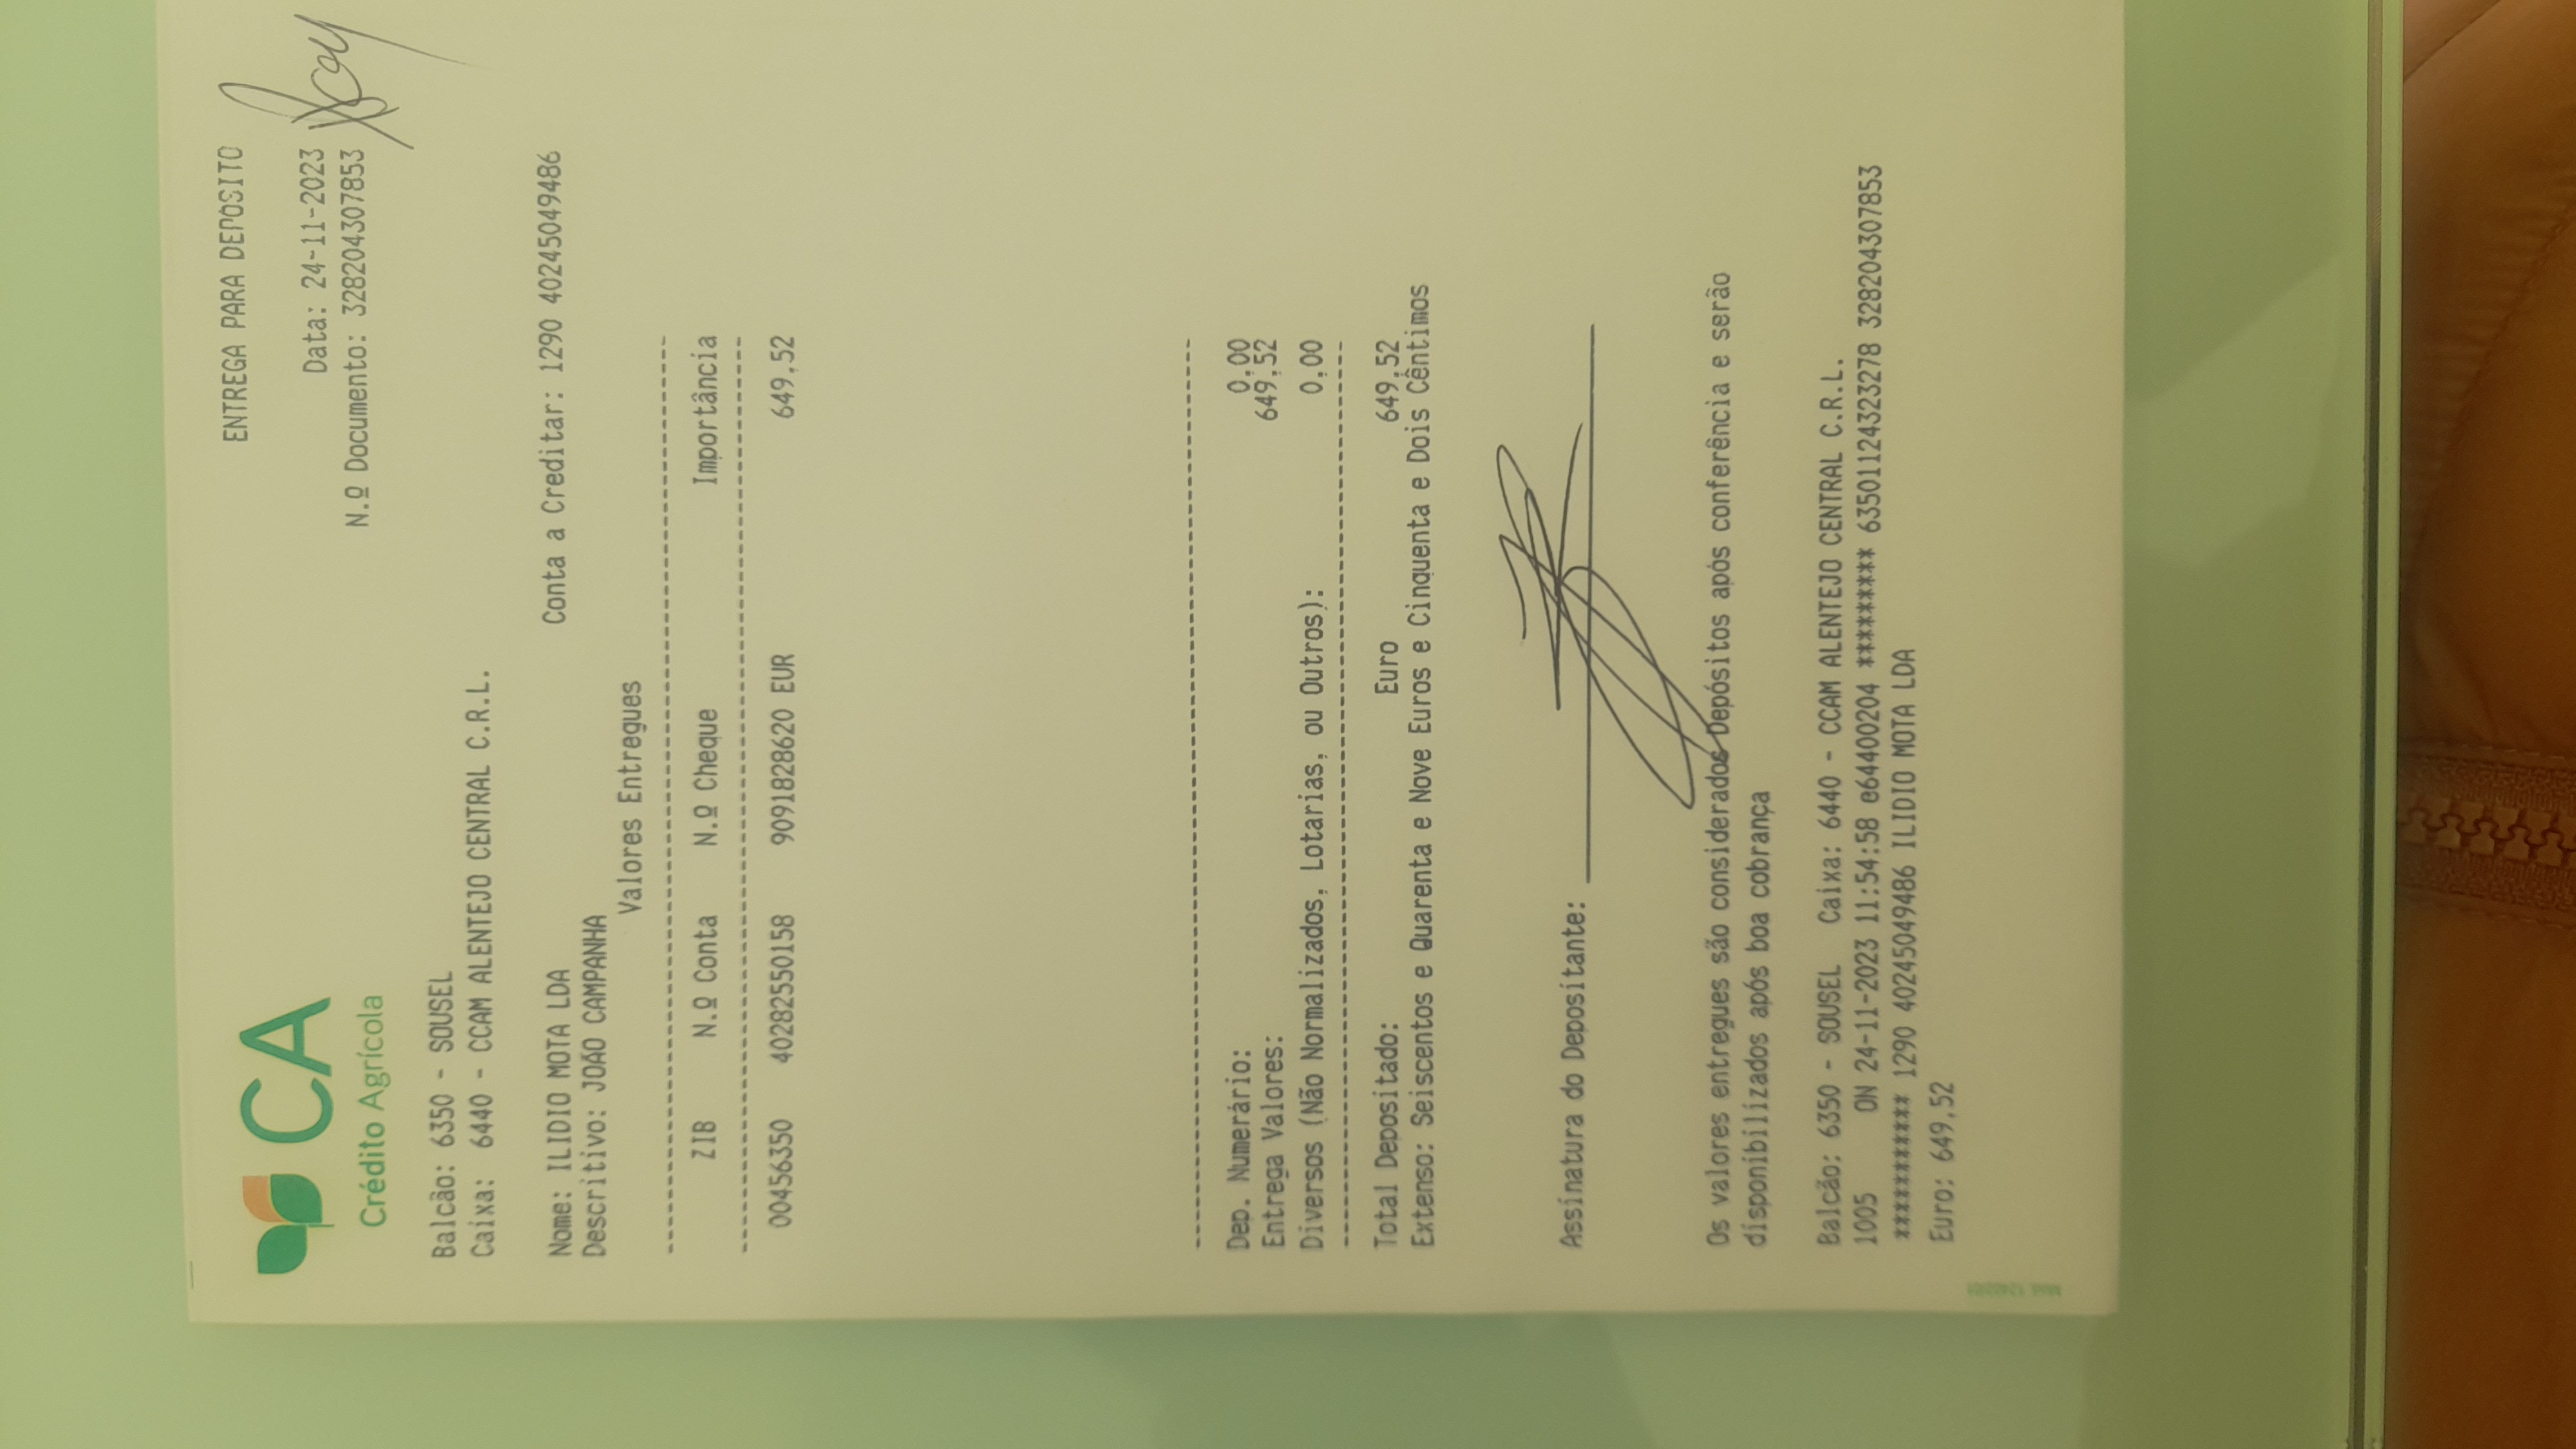 CA
Crédito Agrícola
ENTREGA PARA DEPÓSITO
Data: 24-11-2023
N.º Documento: 328204307853
Balcão: 6350 - SOUSEL
Caixa: 6440 - CCAM ALENTEJO CENTRAL C.R.L.
Conta a Creditar: 1290 40245049486
Nome: ILIDIO MOTA LDA
Descritivo: JOÃO CAMPANHA
Valores Entregues
ZIB N.º Conta N.º Cheque Importância
00456350 40282550158 9091828620 EUR 649,52
Dep. Numerário: 0,00
Entrega Valores: 649,52
Diversos (Não Normalizados, Lotarias, ou Outros): 0,00
Total Depositado: Euro 649,52
Extenso: Seiscentos e Quarenta e Nove Euros e Cinquenta e Dois Cêntimos
Assinatura do Depositante:
Os valores entregues são considerados Depósitos após conferência e serão
disponibilizados após boa cobrança
Balcão: 6350 - SOUSEL Caixa: 6440 - CCAM ALENTEJO CENTRAL C.R.L.
1005 ON 24-11-2023 11:54:58 e6440204 ******** 6350112432323278 328204307853
*********** 1290 40245049486 ILIDIO MOTA LDA
Euro: 649,52